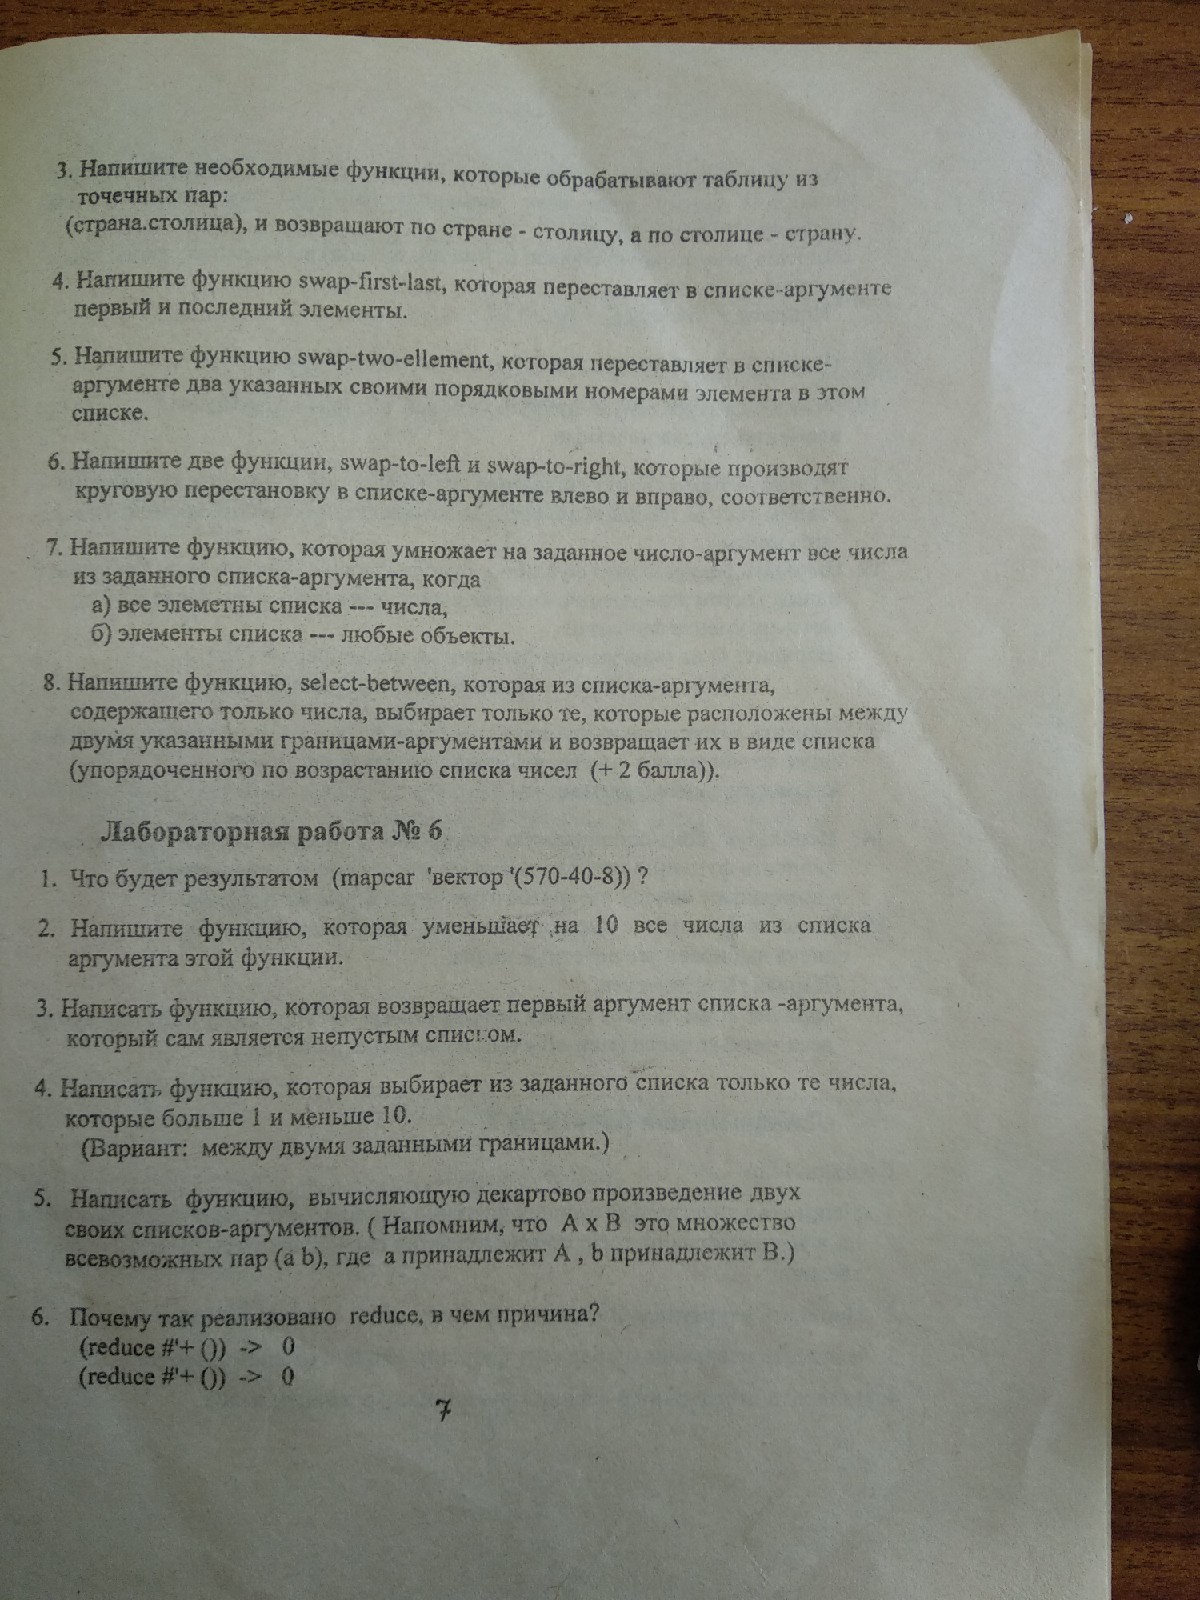 3. Напишите необходимые функции, которые обрабатывают таблицу из
точечных пар:
(страна.столица), и возвращают по стране - столицу, а по столице - страну.
4. Напишите функцию swap-first-last, которая переставляет в списке-аргументе
первый и последний элементы.
5. Напишите функцию swap-two-ellement, которая переставляет в списке-
аргументе два указанных своими порядковыми номерами элемента в этом
списке.
6. Напишите две функции, swap-to-left и swap-to-right, которые производят
круговую перестановку в списке-аргументе влево и вправо, соответственно.
7. Напишите функцию, которая умножает на заданное число-аргумент все числа
из заданного списка-аргумента, когда
а) все элеметны списка --- числа,
б) элементы списка --- любые объекты.
8. Напишите функцию, select-between, которая из списка-аргумента,
содержащего только числа, выбирает только те, которые расположены между
двумя указанными границами-аргументами и возвращает их в виде списка
(упорядоченного по возрастанию списка чисел (+ 2 балла)).
Лабораторная работа № 6
1. Что будет результатом (mapcar 'вектор '(570-40-8)) ?
2. Напишите функцию, которая уменьшает на 10 все числа из списка
аргумента этой функции.
3. Написать функцию, которая возвращает первый аргумент списка -аргумента,
который сам является непустым списком.
4. Написать функцию, которая выбирает из заданного списка только те числа,
которые больше 1 и меньше 10.
(Вариант: между двумя заданными границами.)
5. Написать функцию, вычисляющую декартово произведение двух
своих списков-аргументов. ( Напомним, что А х В это множество
всевозможных пар (a b), где a принадлежит А , b принадлежит В.)
6. Почему так реализовано reduce, в чем причина?
(reduce #'+ ()) -> 0
(reduce #'+ ()) -> 0
7